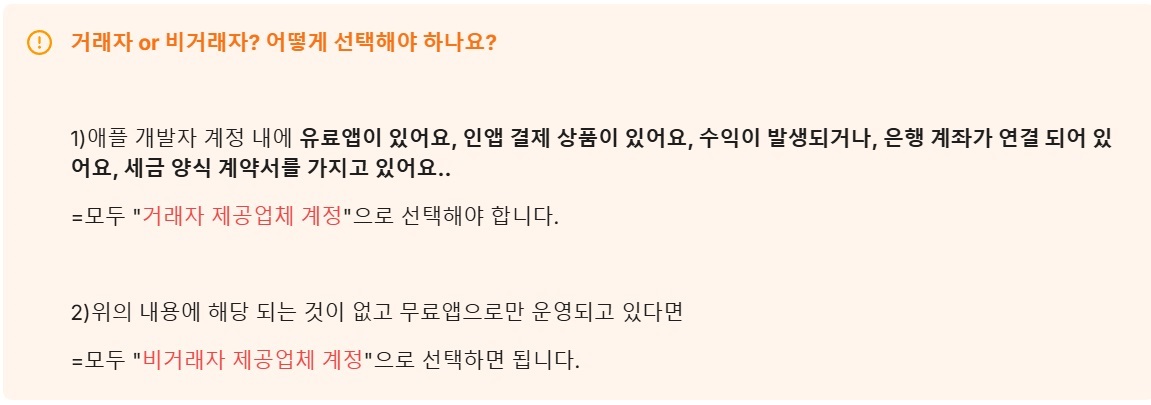 거래자 or 비거래자? 어떻게 선택해야 하나요?
1)애플 개발자 계정 내에 유료앱이 있어요, 인앱 결제 상품이 있어요, 수익이 발생되거나, 은행 계좌가 연결 되어 있
어요, 세금 양식 계약서를 가지고 있어요..
=모두 "거래자 제공업체 계정"으로 선택해야 합니다.
2)위의 내용에 해당 되는 것이 없고 무료앱으로만 운영되고 있다면
=모두 "비거래자 제공업체 계정"으로 선택하면 됩니다.